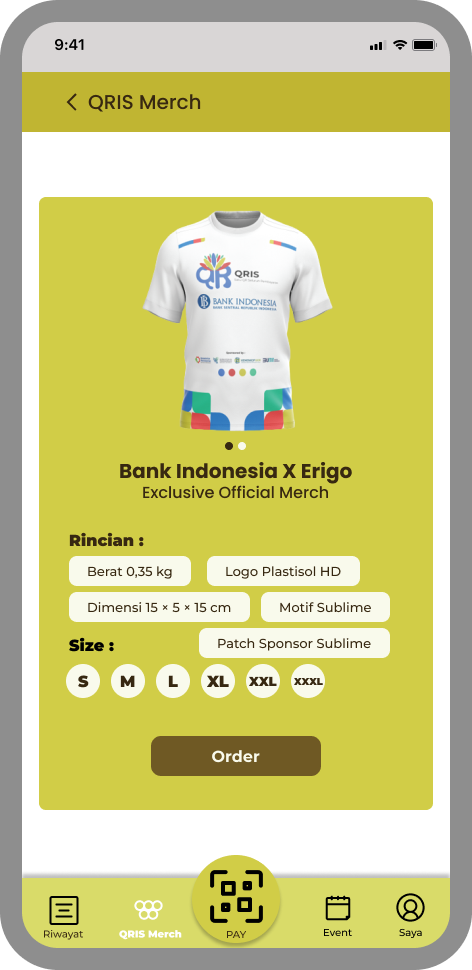 9:41
QRIS Merch
QR
QRIS
BANK INDONESIA
BANK SENTRAL REPUBLIK INDONESIA
Bank Indonesia X Erigo
Exclusive Official Merch
Rincian :
Berat 0,35 kg
Logo Plastisol HD
Dimensi 15 × 5 × 15 cm
Motif Sublime
Size :
Patch Sponsor Sublime
S
M
L
XL
XXL
XXXL
Order
Riwayat
QRIS Merch
PAY
Event
Saya